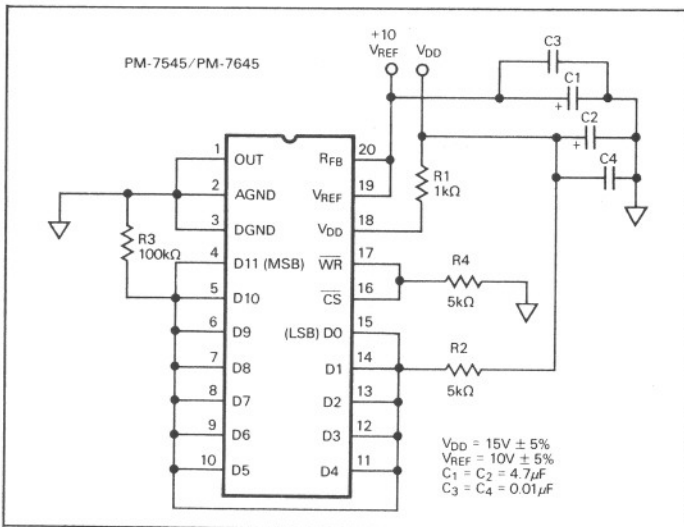 PM-7545/PM-7645
+10
VREF
VDD
C3
C1
+
C2
+
C4
R1
1kΩ
1 OUT RFB 20
2 AGND VREF 19
3 DGND VDD 18
R3
100kΩ
4 D11 (MSB) WR 17
5 D10 CS 16
R4
5kΩ
6 D9 (LSB) D0 15
7 D8 D1 14
R2
5kΩ
8 D7 D2 13
9 D6 D3 12
10 D5 D4 11
VDD = 15V ± 5%
VREF = 10V ± 5%
C1 = C2 = 4.7μF
C3 = C4 = 0.01μF